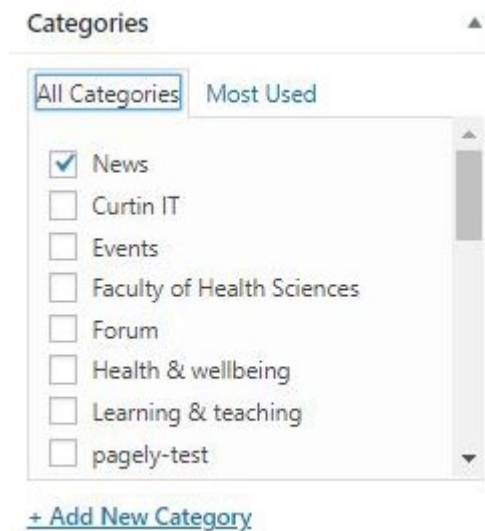 Categories
All Categories Most Used
News
Curtin IT
Events
Faculty of Health Sciences
Forum
Health & wellbeing
Learning & teaching
pagely-test
+ Add New Category